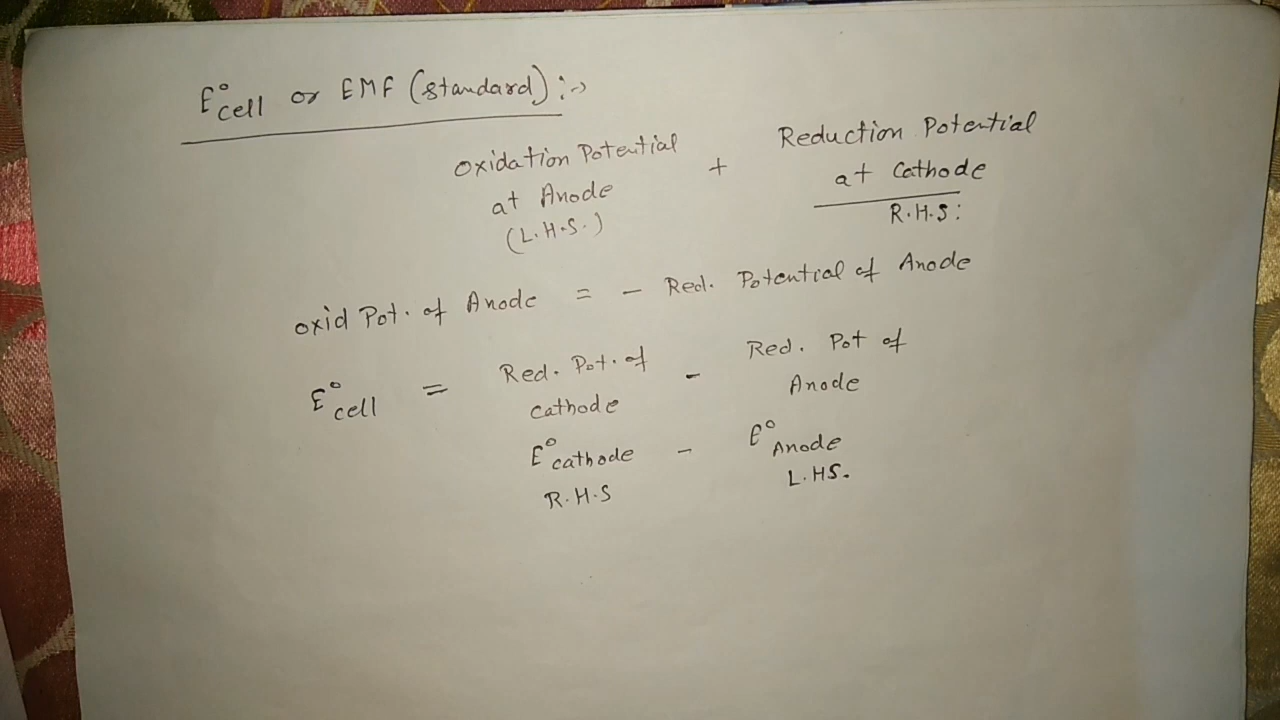 E°cell or EMF (standard) :→
Oxidation Potential + Reduction Potential
at Anode at Cathode
(L.H.S.) R.H.S:
oxid Pot. of Anode = - Red. Potential of Anode
E°cell = Red. Pot. of - Red. Pot of
cathode Anode
E°cathode - E°Anode
R.H.S L.HS.